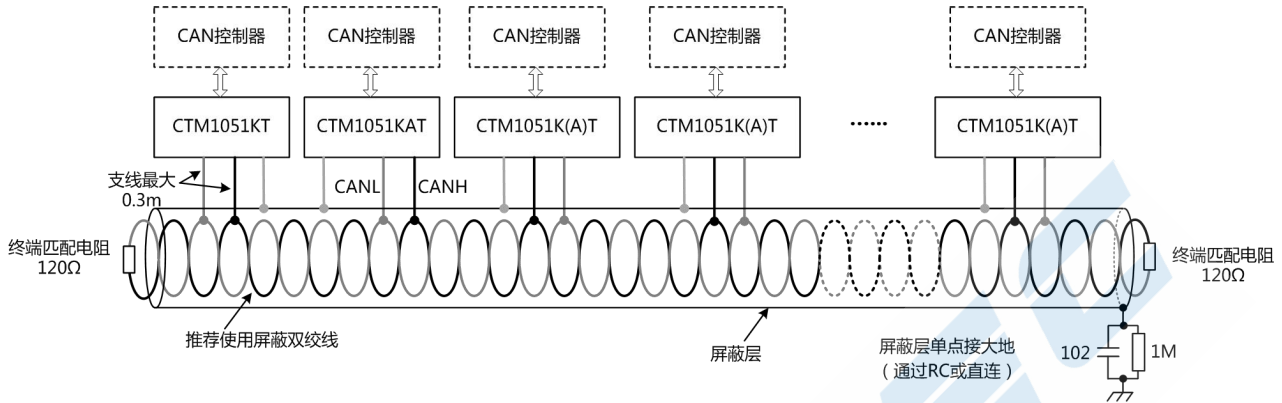 CAN控制器
CAN控制器
CAN控制器
CAN控制器
CAN控制器
CTM1051KT
CTM1051KAT
CTM1051K(A)T
CTM1051K(A)T
······
CTM1051K(A)T
支线最大
0.3m
CANL
CANH
终端匹配电阻
120Ω
终端匹配电阻
120Ω
推荐使用屏蔽双绞线
屏蔽层
屏蔽层单点接大地
（通过RC或直连）
102
1M